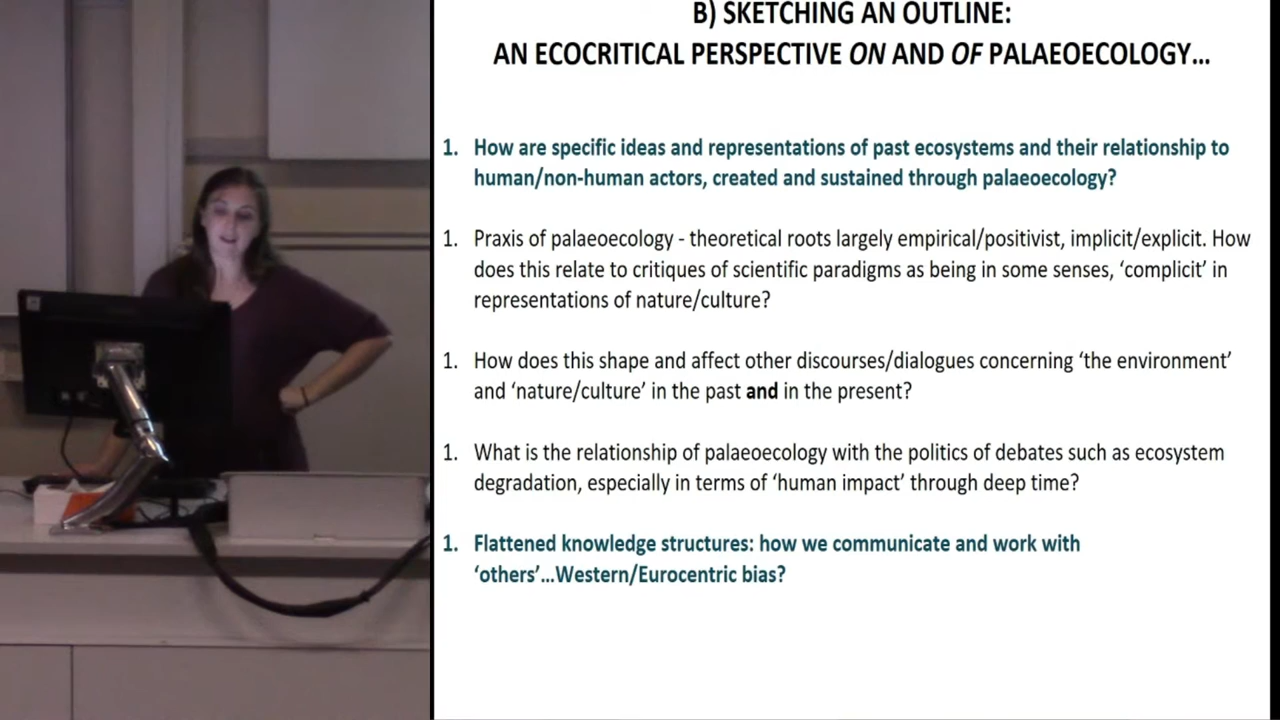 B) SKETCHING AN OUTLINE:
AN ECOCRITICAL PERSPECTIVE ON AND OF PALAEOECOLOGY...
1. How are specific ideas and representations of past ecosystems and their relationship to
human/non-human actors, created and sustained through palaeoecology?
1. Praxis of palaeoecology - theoretical roots largely empirical/positivist, implicit/explicit. How
does this relate to critiques of scientific paradigms as being in some senses, ‘complicit’ in
representations of nature/culture?
1. How does this shape and affect other discourses/dialogues concerning ‘the environment’
and ‘nature/culture’ in the past and in the present?
1. What is the relationship of palaeoecology with the politics of debates such as ecosystem
degradation, especially in terms of ‘human impact’ through deep time?
1. Flattened knowledge structures: how we communicate and work with
‘others’...Western/Eurocentric bias?